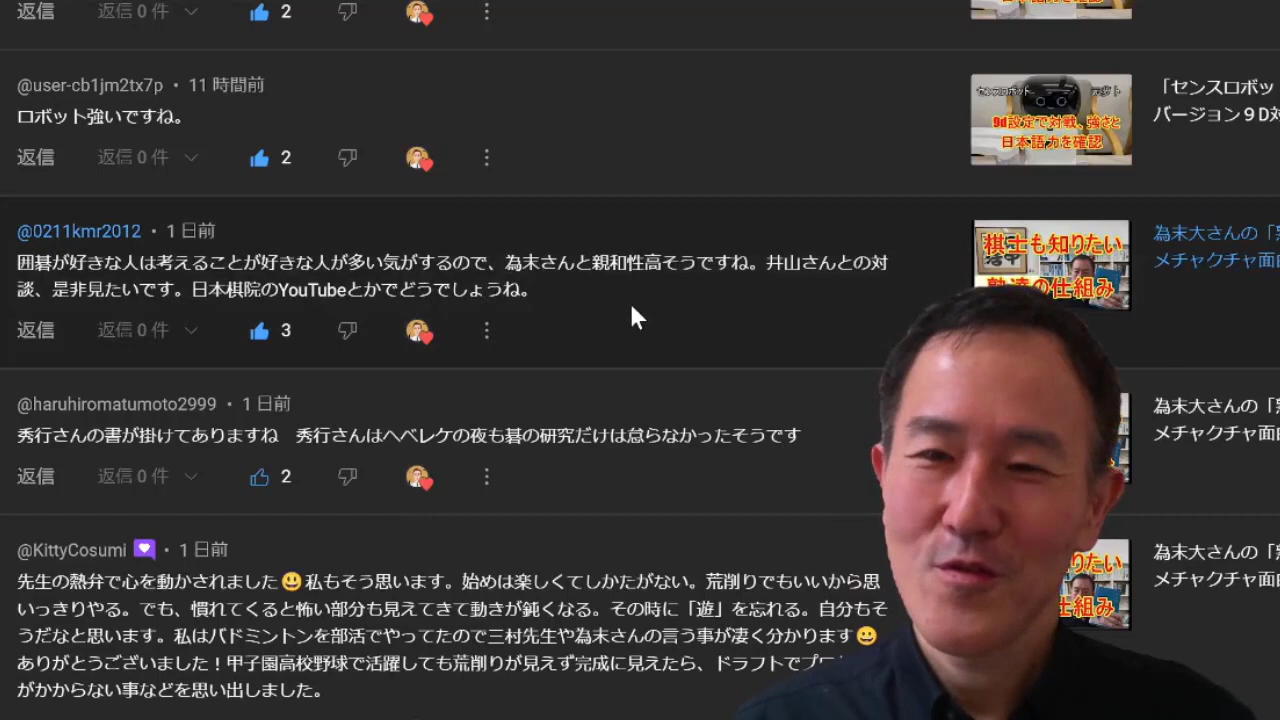 返信 返信 0 件 2
@user-cb1jm2tx7p • 11 時間前
ロボット強いですね。
返信 返信 0 件 2
センスロボット
9d設定で対戦、強さと
日本語力を確認
「センスロボッ
バージョン９D対
@0211kmr2012 • 1 日前
囲碁が好きな人は考えることが好きな人が多い気がするので、為末さんと親和性高そうですね。井山さんとの対
談、是非見たいです。日本棋院のYouTubeとかでどうでしょうね。
返信 返信 0 件 3
棋士も知りたい
熟達の仕組み
為末大さんの「
メチャクチャ面
@haruhiromatumoto2999 • 1 日前
秀行さんの書が掛けてありますね　秀行さんはヘベレケの夜も碁の研究だけは怠らなかったそうです
返信 返信 0 件 2
為末大さんの「
メチャクチャ面
@KittyCosumi • 1 日前
先生の熱弁で心を動かされました😃私もそう思います。始めは楽しくてしかたがない。荒削りでもいいから思
いっきりやる。でも、慣れてくると怖い部分も見えてきて動きが鈍くなる。その時に「遊」を忘れる。自分もそ
うだなと思います。私はバドミントンを部活でやってたので三村先生や為末さんの言う事が凄く分かります😀
ありがとうございました！甲子園高校野球で活躍しても荒削りが見えず完成に見えたら、ドラフトでプロ
がかからない事などを思い出しました。
りたい
仕組み
為末大さんの「
メチャクチャ面